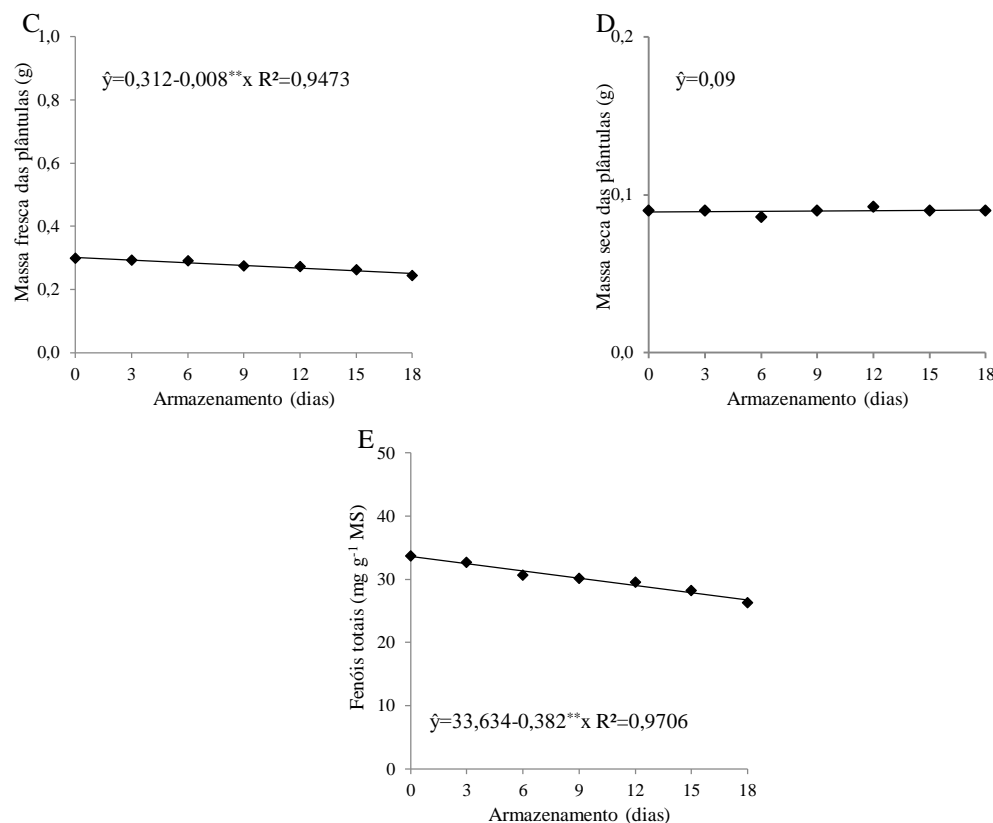 C
1,0
0,8
0,6
0,4
0,2
0,0
Massa fresca das plântulas (g)
ŷ=0,312-0,008**x R²=0,9473
0 3 6 9 12 15 18
Armazenamento (dias)
D
0,2
0,1
0,0
Massa seca das plântulas (g)
ŷ=0,09
0 3 6 9 12 15 18
Armazenamento (dias)
E
50
40
30
20
10
0
Fenóis totais (mg g⁻¹ MS)
ŷ=33,634-0,382**x R²=0,9706
0 3 6 9 12 15 18
Armazenamento (dias)